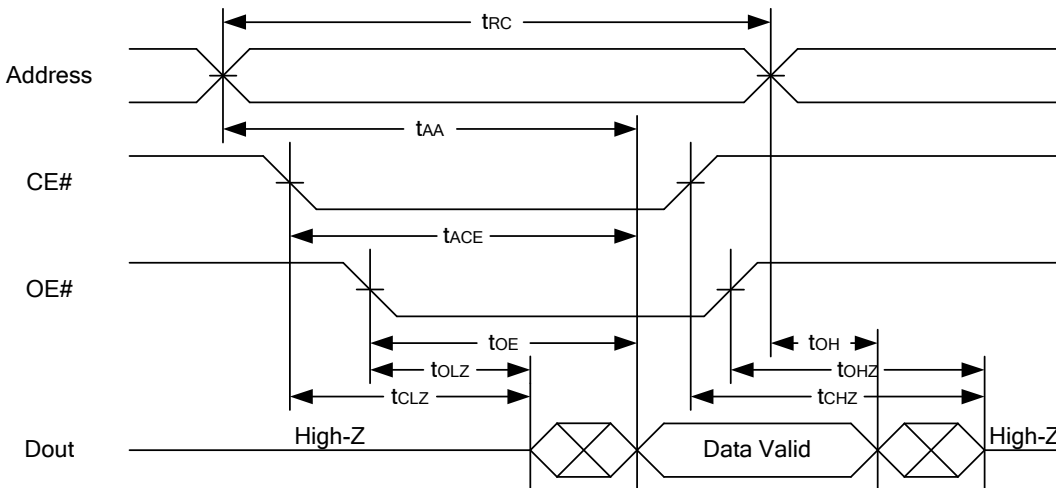 tRC
Address
tAA
CE#
tACE
OE#
tOE
tOH
tOLZ
tOHZ
tCLZ
tCHZ
Dout
High-Z
Data Valid
High-Z